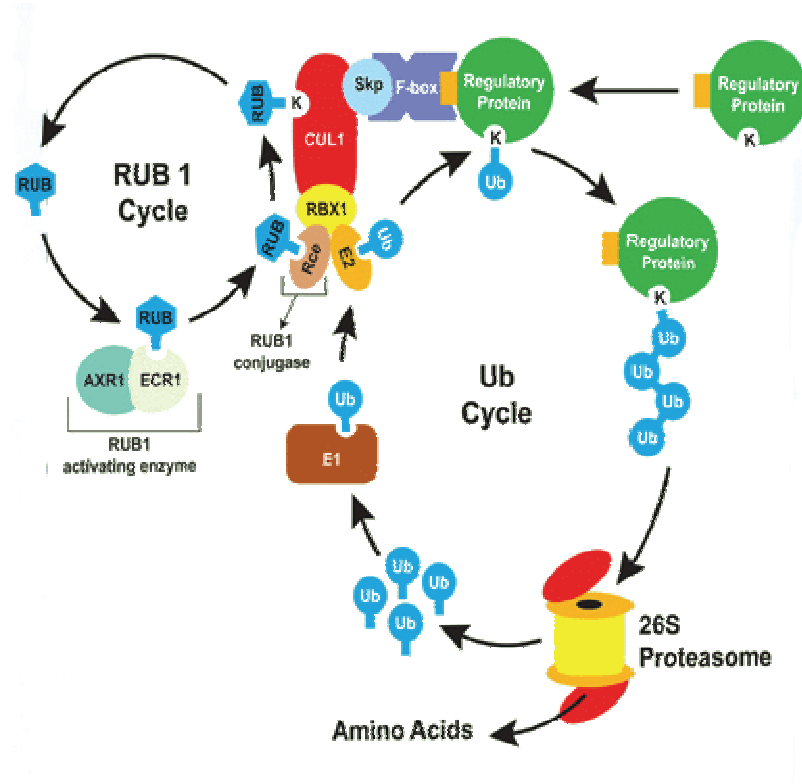 RUB
K
CUL1
Skp
F-box
Regulatory
Protein
K
Ub
Regulatory
Protein
K
RUB
RUB 1
Cycle
RUB
RBX1
Rce
E2
Ub
Regulatory
Protein
K
Ub
Ub
Ub
Ub
RUB
AXR1
ECR1
RUB1
activating enzyme
RUB1
conjugase
Ub
Cycle
Ub
E1
Ub
Ub
Ub
Ub
26S
Proteasome
Amino Acids